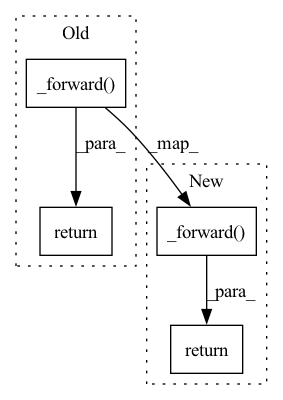 Old
_forward()
_para_
_map_
New
return
_forward()
_para_
return